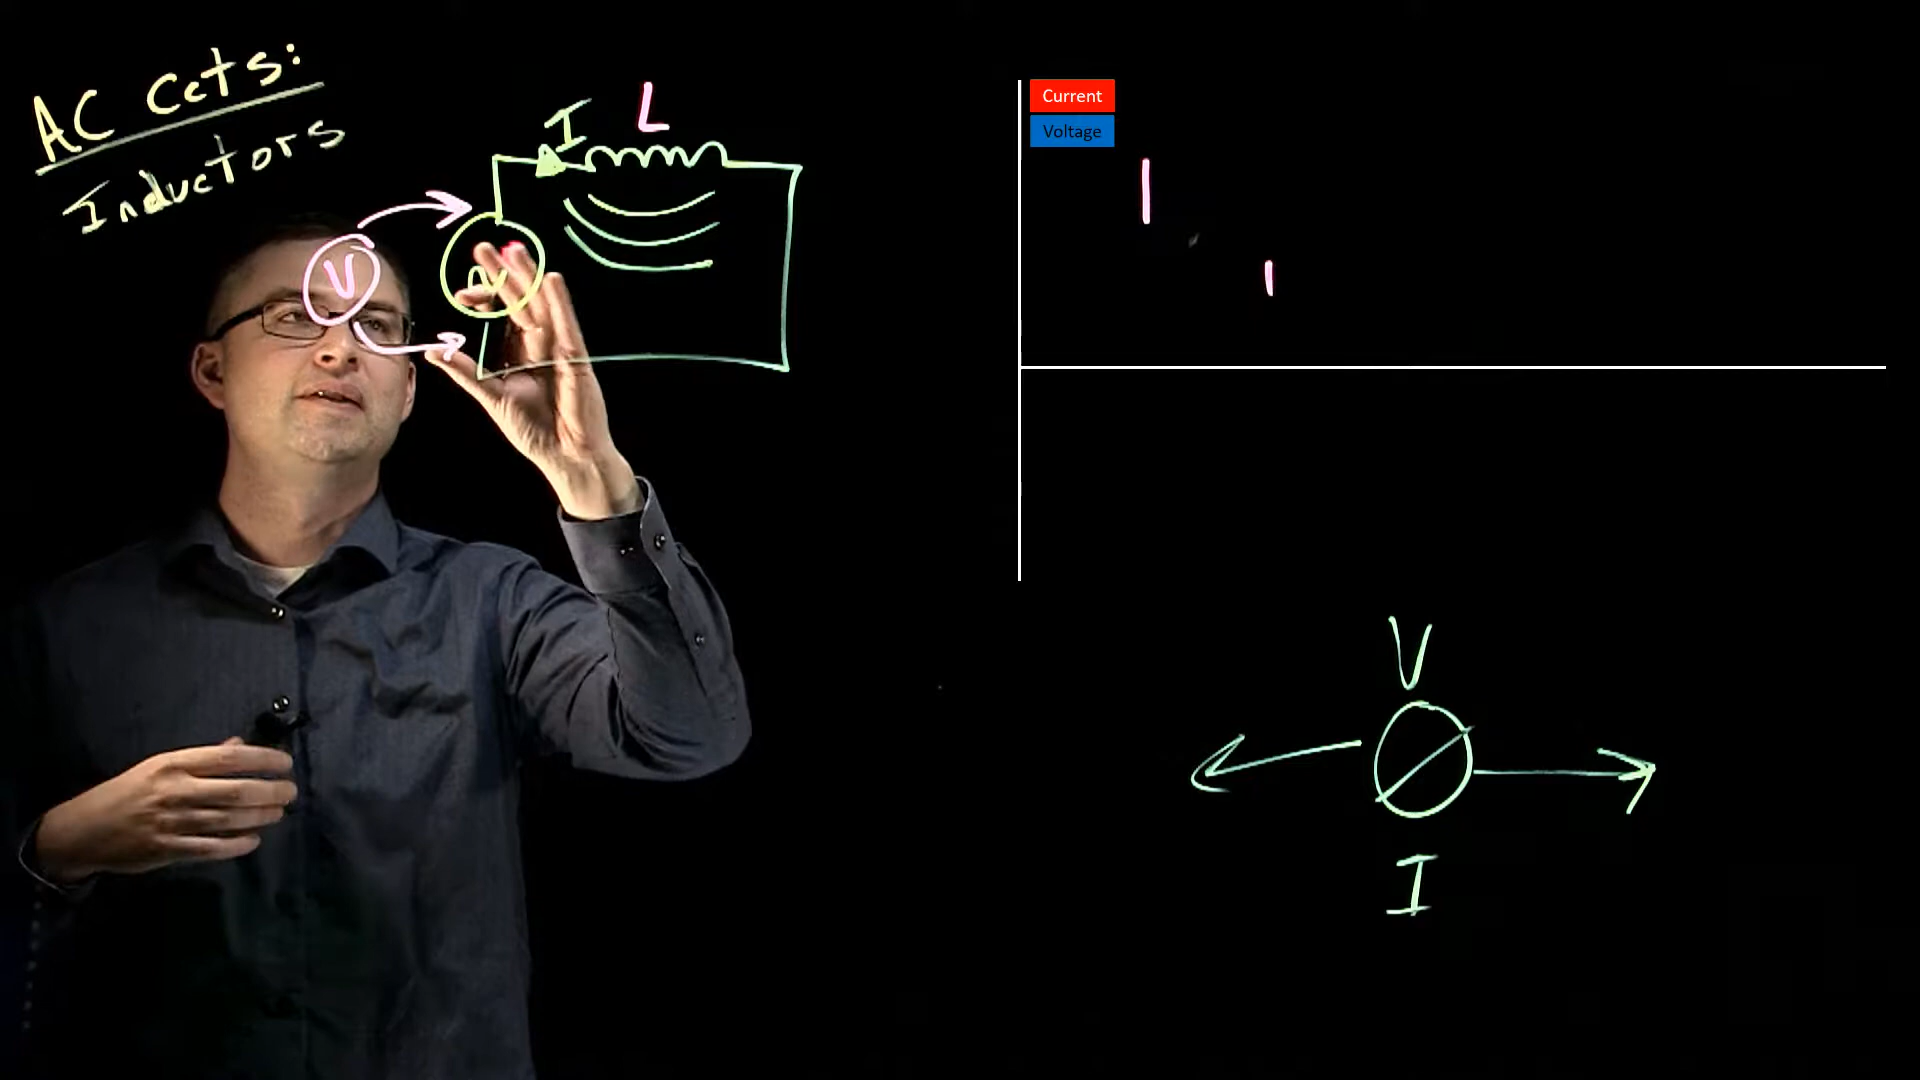 AC Ccts:
Inductors
I
L
V
Current
Voltage
V
I